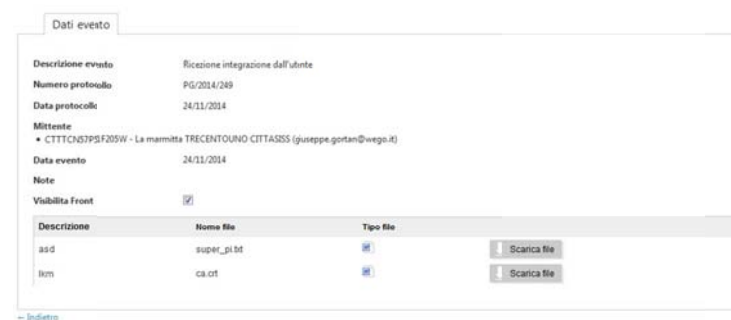 Dati evento
Descrizione evento Ricezione integrazione dall'utente
Numero protocollo PG/2014/249
Data protocollo 24/11/2014
Mittente
• CTTTCN57P51F205W - La marmitta TRECENTOUNO CITTASISS (giuseppe.gortan@wego.it)
Data evento 24/11/2014
Note
Visibilita Front
Descrizione Nome file Tipo file
asd super_pi.txt Scarica file
lkm ca.crt Scarica file
← Indietro